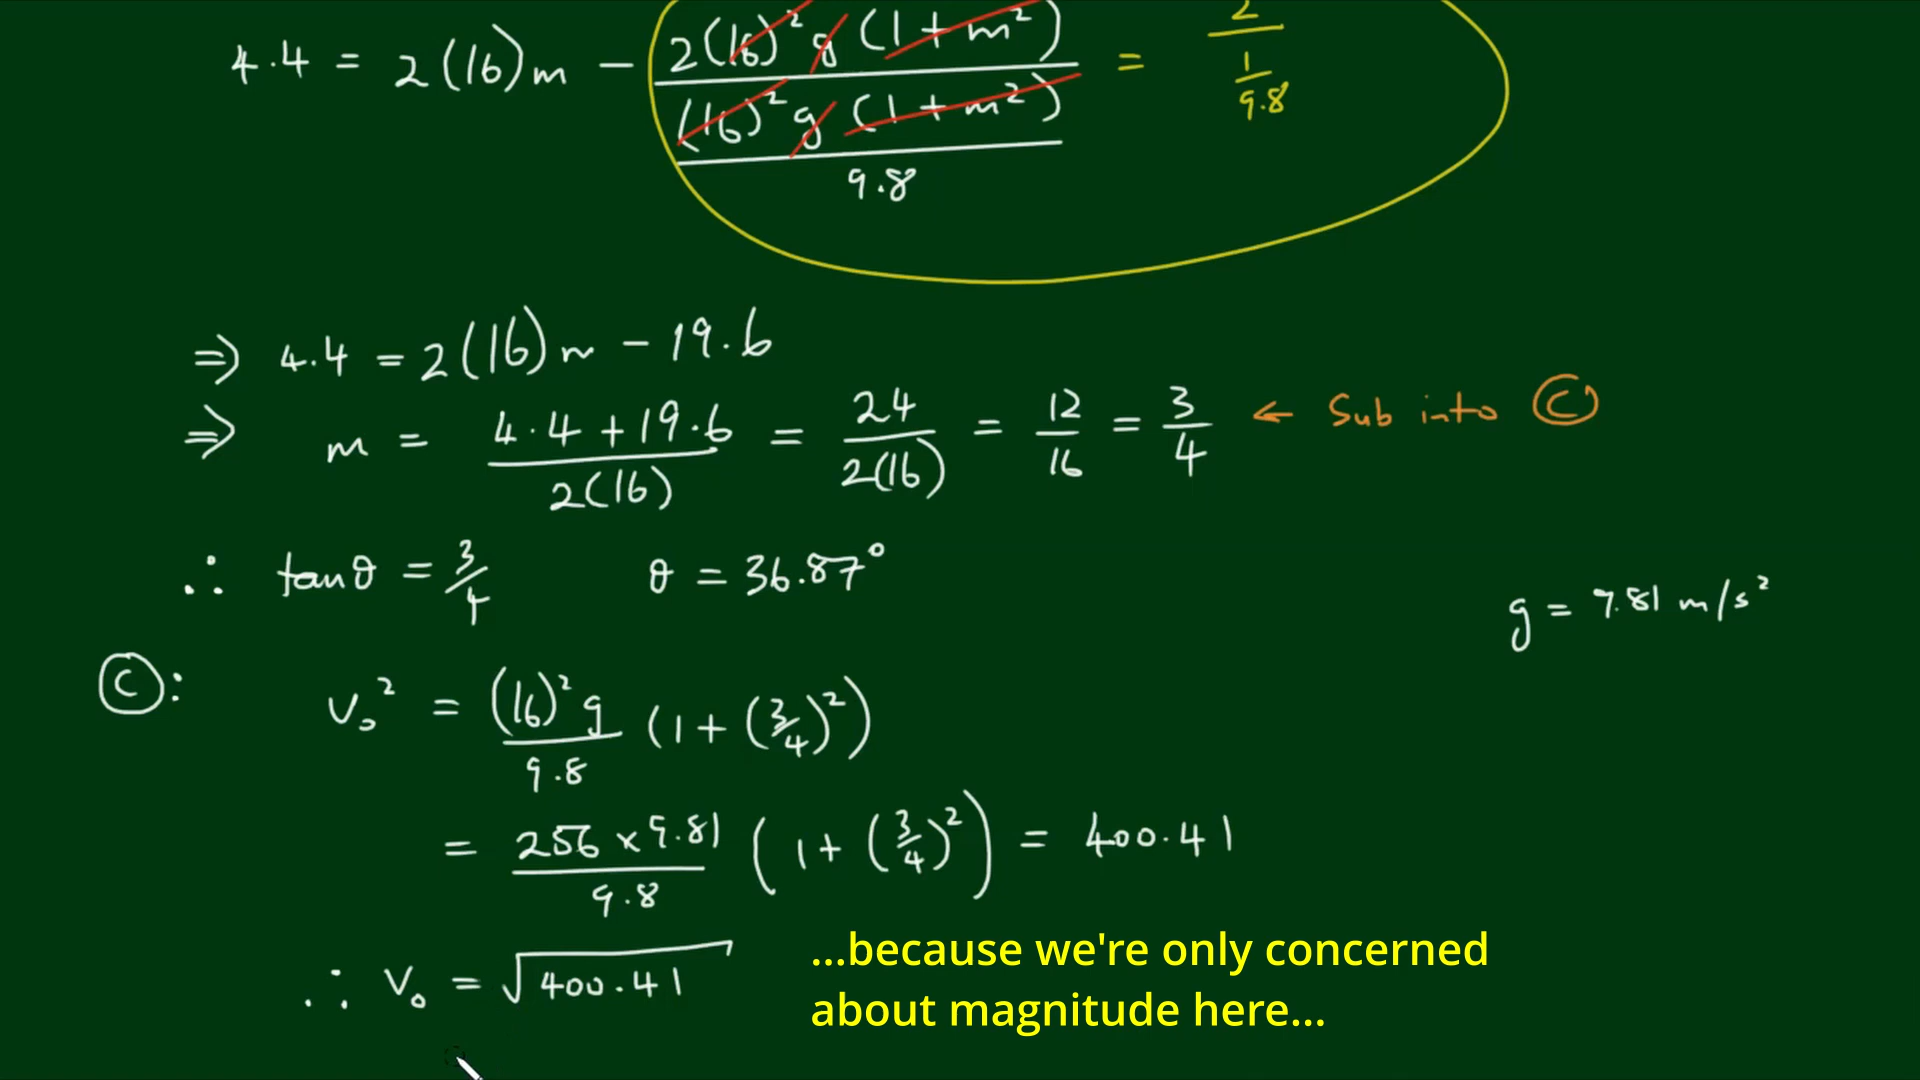 4.4 = 2(16)m − 2(16)²g(1+m²) / ((16)²g(1+m²) / 9.8) = 2 / (1 / 9.8)
⇒ 4.4 = 2(16)m − 19.6
⇒ m = (4.4 + 19.6) / 2(16) = 24 / 2(16) = 12/16 = 3/4 ← Sub into Ⓒ
∴ tanθ = 3/4 θ = 36.87°
g = 9.81 m/s²
Ⓒ: v₀² = (16)²g / 9.8 (1 + (3/4)²)
= 256 × 9.81 / 9.8 (1 + (3/4)²) = 400.41
∴ v₀ = √400.41
...because we're only concerned
about magnitude here...